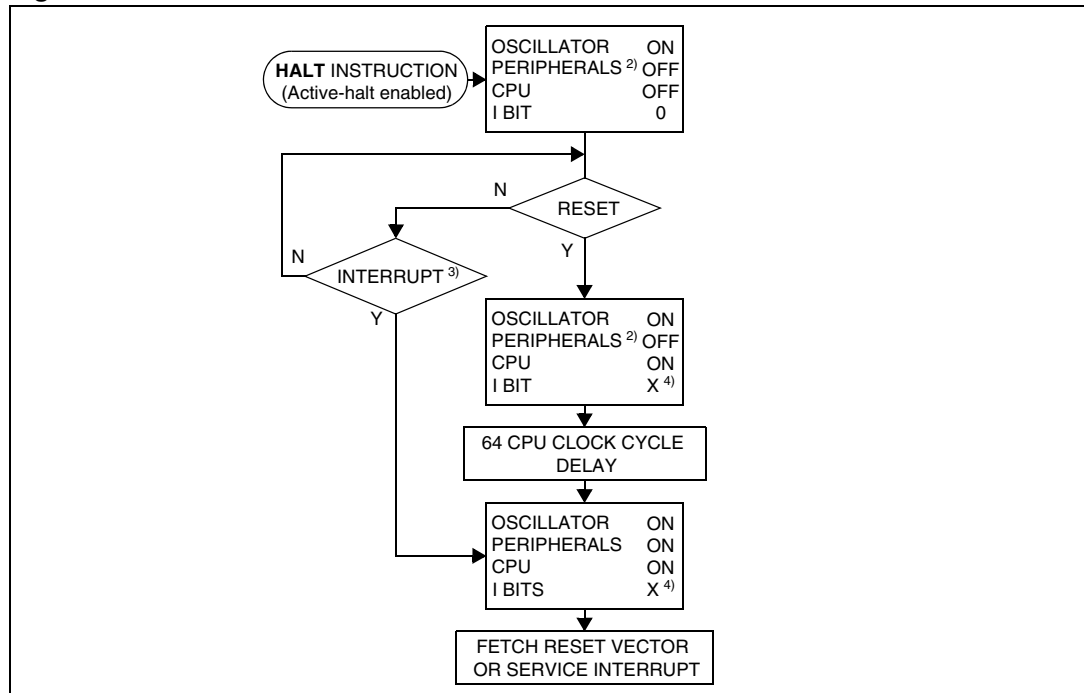 HALT INSTRUCTION
(Active-halt enabled)
OSCILLATOR ON
PERIPHERALS 2) OFF
CPU OFF
I BIT 0
N
RESET
N
Y
INTERRUPT 3)
Y
OSCILLATOR ON
PERIPHERALS 2) OFF
CPU ON
I BIT X 4)
64 CPU CLOCK CYCLE
DELAY
OSCILLATOR ON
PERIPHERALS ON
CPU ON
I BITS X 4)
FETCH RESET VECTOR
OR SERVICE INTERRUPT